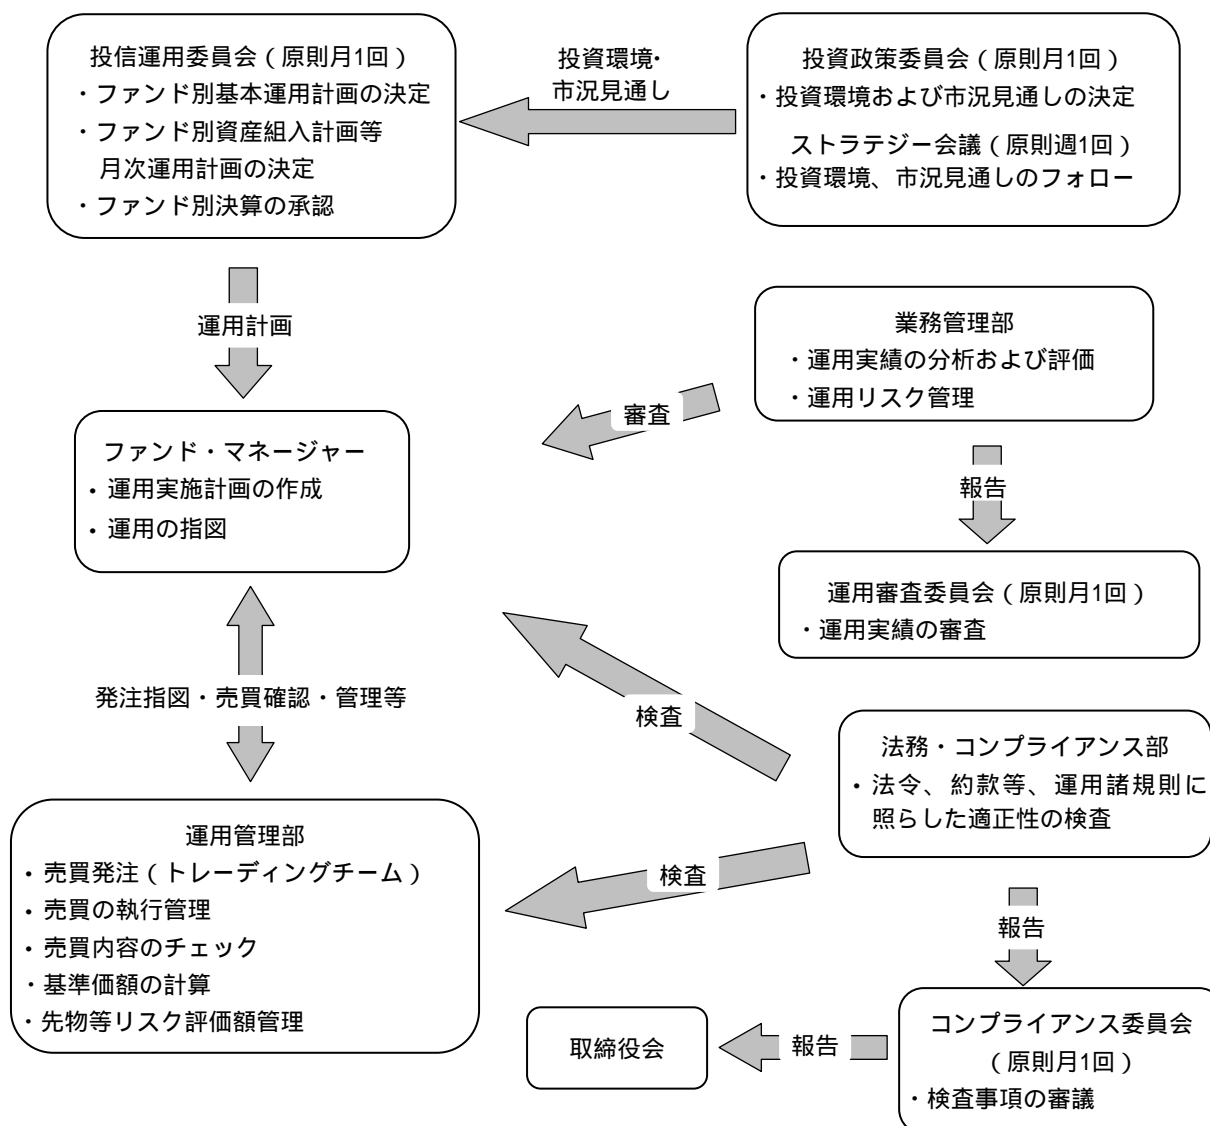 投信運用委員会（原則月1回）
・ファンド別基本運用計画の決定
・ファンド別資産組入計画等
月次運用計画の決定
・ファンド別決算の承認
投資環境・
市況見通し
投資政策委員会（原則月1回）
・投資環境および市況見通しの決定
ストラテジー会議（原則週1回）
・投資環境、市況見通しのフォロー
運用計画
業務管理部
・運用実績の分析および評価
・運用リスク管理
審査
ファンド・マネージャー
・運用実施計画の作成
・運用の指図
報告
運用審査委員会（原則月1回）
・運用実績の審査
発注指図・売買確認・管理等
検査
法務・コンプライアンス部
・法令、約款等、運用諸規則に
照らした適正性の検査
運用管理部
・売買発注（トレーディングチーム）
・売買の執行管理
・売買内容のチェック
・基準価額の計算
・先物等リスク評価額管理
検査
報告
コンプライアンス委員会
（原則月1回）
・検査事項の審議
報告
取締役会